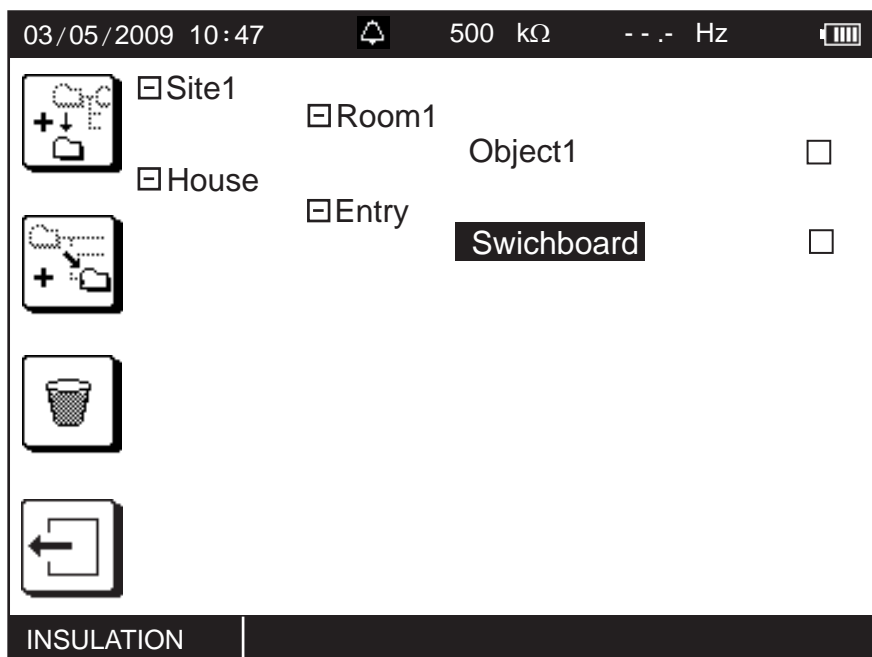 03/05/2009 10:47 500 kΩ - - .- Hz
Site1
Room1
Object1
House
Entry
Swichboard
INSULATION